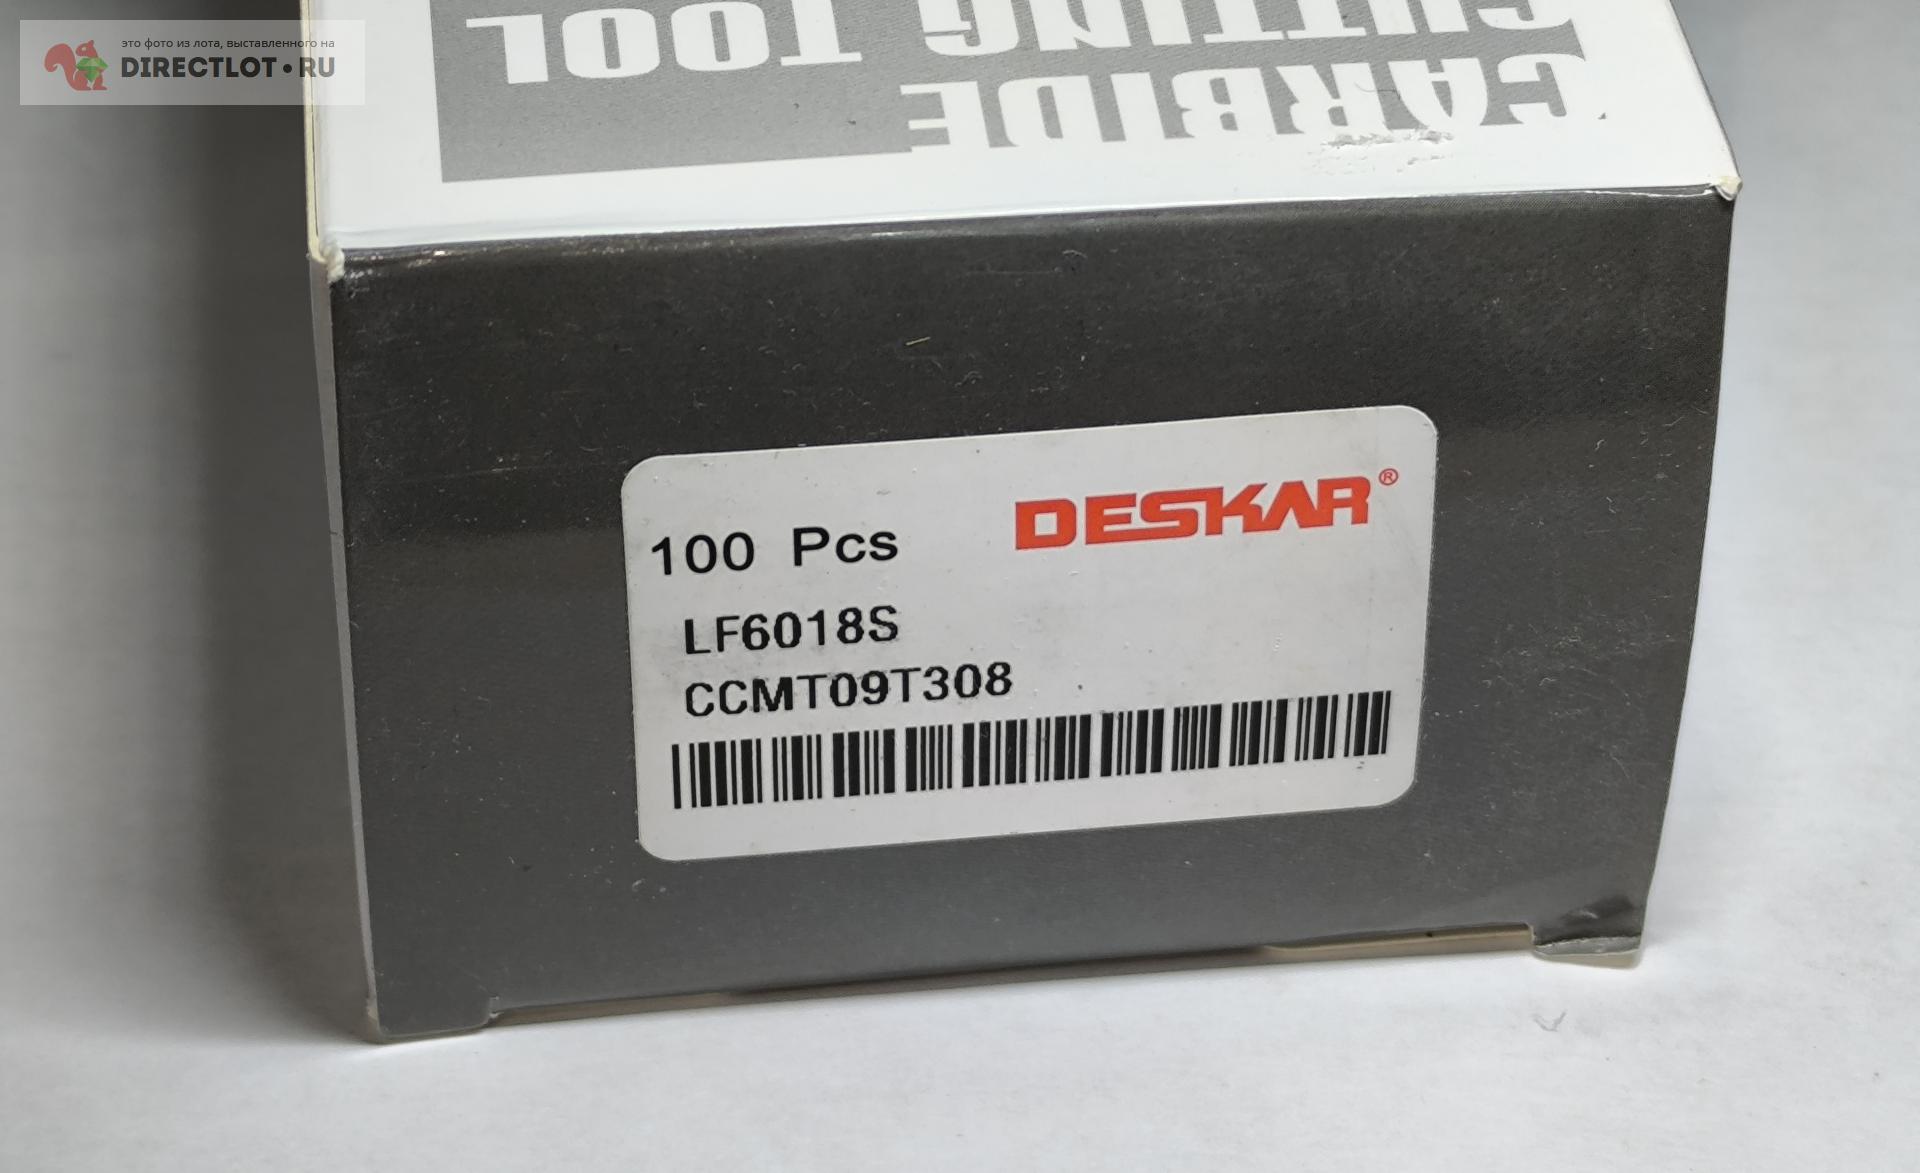 это фото из лота, выставленного на
DIRECTLOT•RU
CARBIDE
CUTTING TOOL
DESKAR®
100 Pcs
LF6018S
CCMT09T308